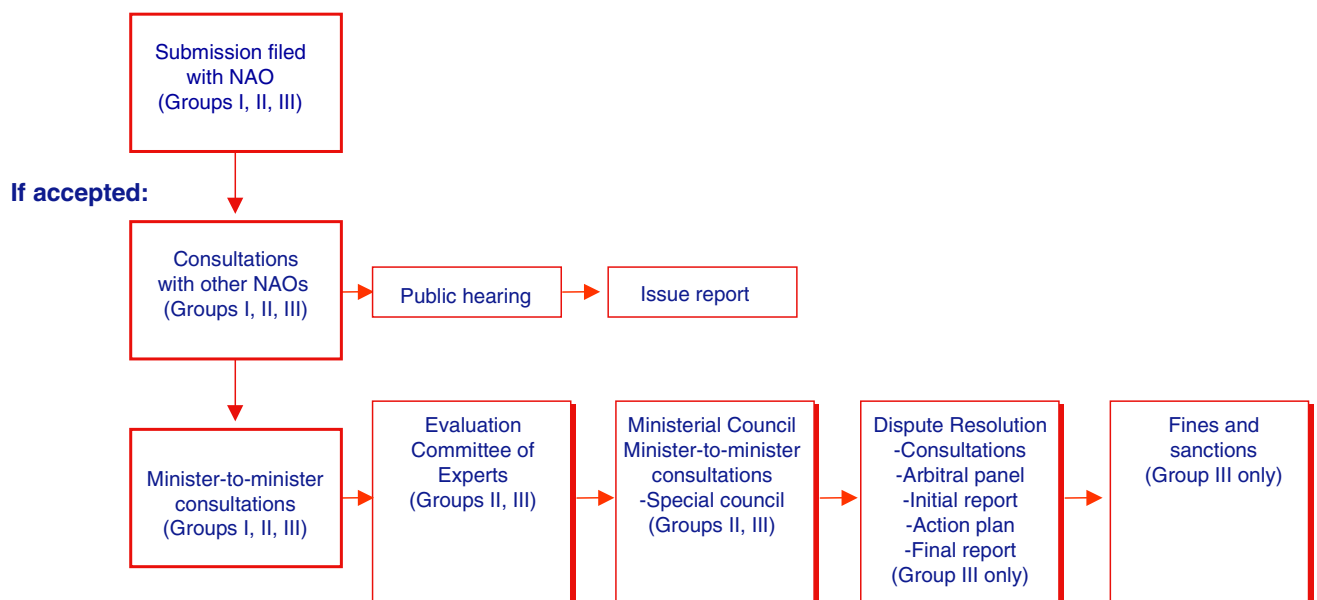 Submission filed
with NAO
(Groups I, II, III)
If accepted:
Consultations
with other NAOs
(Groups I, II, III)
Public hearing
Issue report
Minister-to-minister
consultations
(Groups I, II, III)
Evaluation
Committee of
Experts
(Groups II, III)
Ministerial Council
Minister-to-minister
consultations
-Special council
(Groups II, III)
Dispute Resolution
-Consultations
-Arbitral panel
-Initial report
-Action plan
-Final report
(Group III only)
Fines and
sanctions
(Group III only)